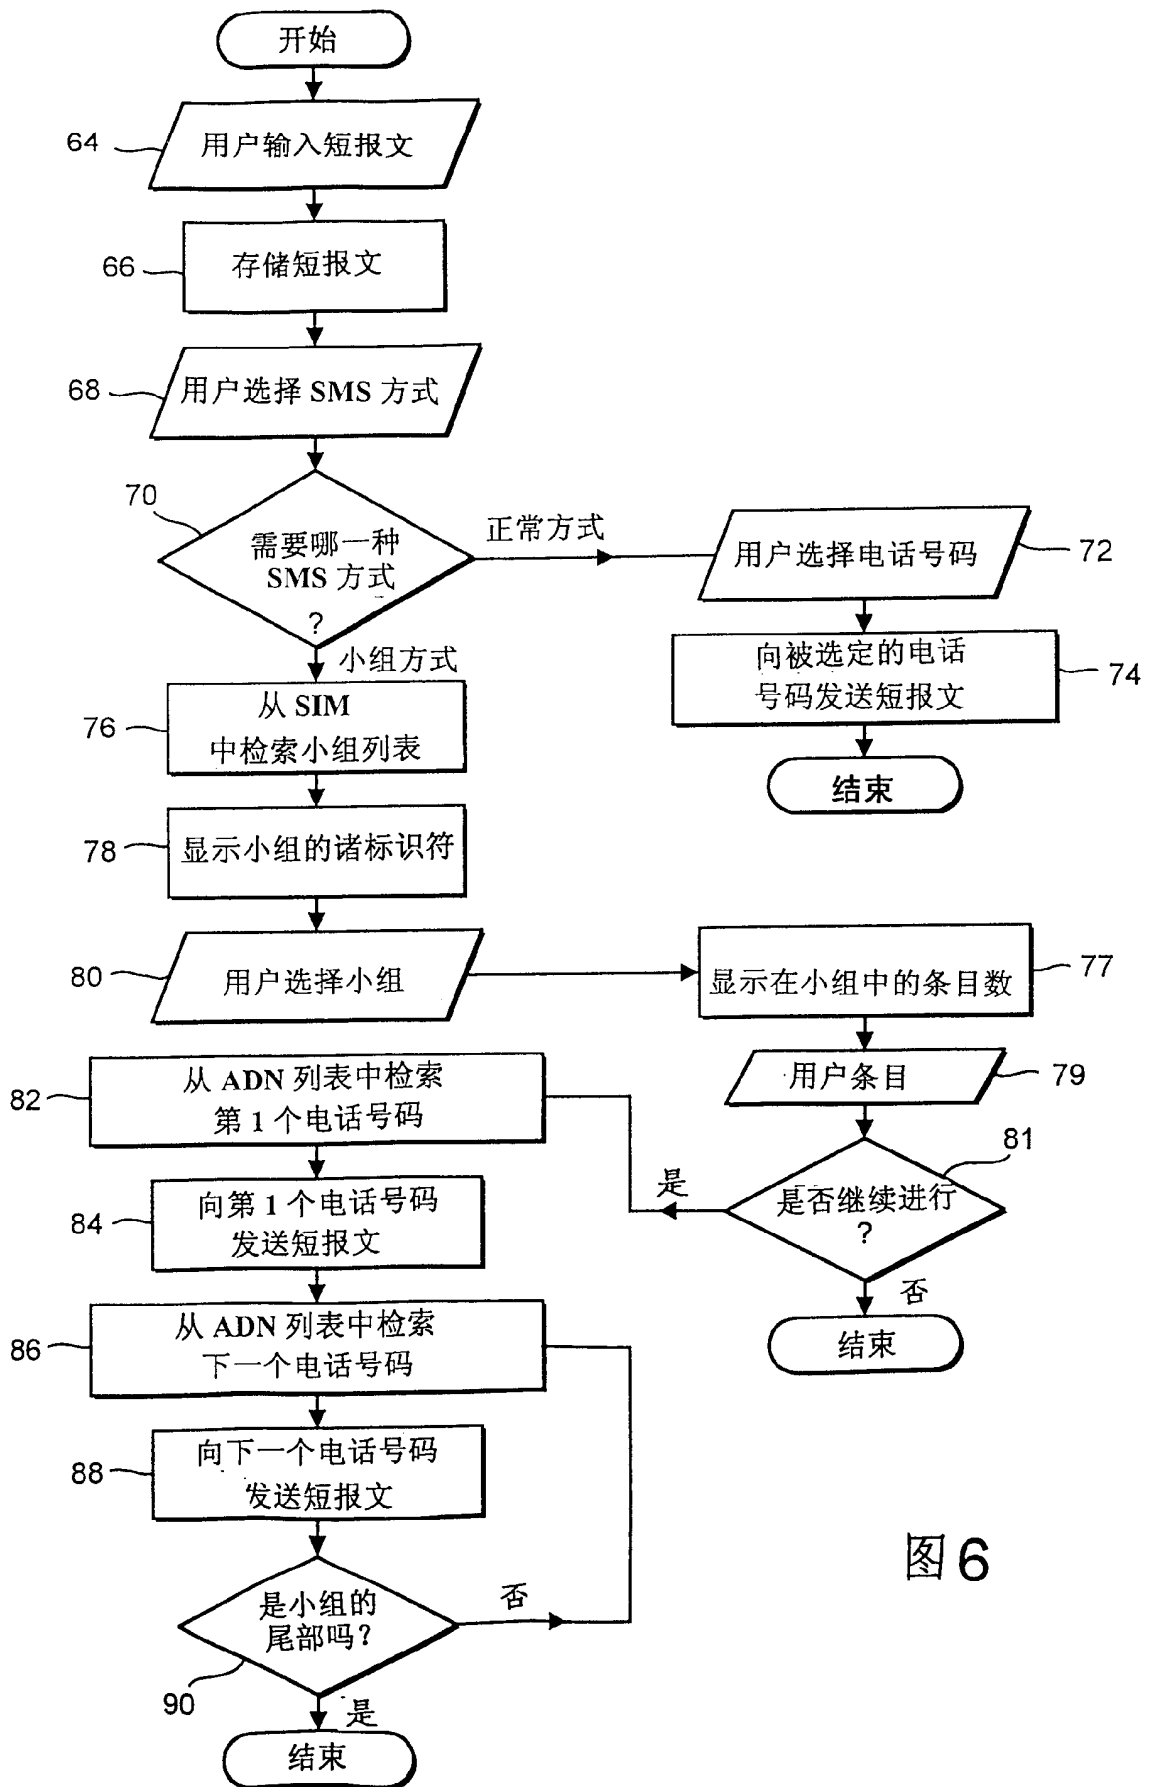 开始
64
用户输入短报文
66
存储短报文
68
用户选择 SMS 方式
70
需要哪一种
SMS 方式
?
正常方式
用户选择电话号码
72
小组方式
向被选定的电话
号码发送短报文
74
结束
76
从 SIM
中检索小组列表
78
显示小组的诸标识符
80
用户选择小组
显示在小组中的条目数
77
用户条目
79
81
是否继续进行
?
是
否
结束
82
从 ADN 列表中检索
第 1 个电话号码
84
向第 1 个电话号码
发送短报文
86
从 ADN 列表中检索
下一个电话号码
88
向下一个电话号码
发送短报文
是小组的
尾部吗?
否
90
是
结束
图6